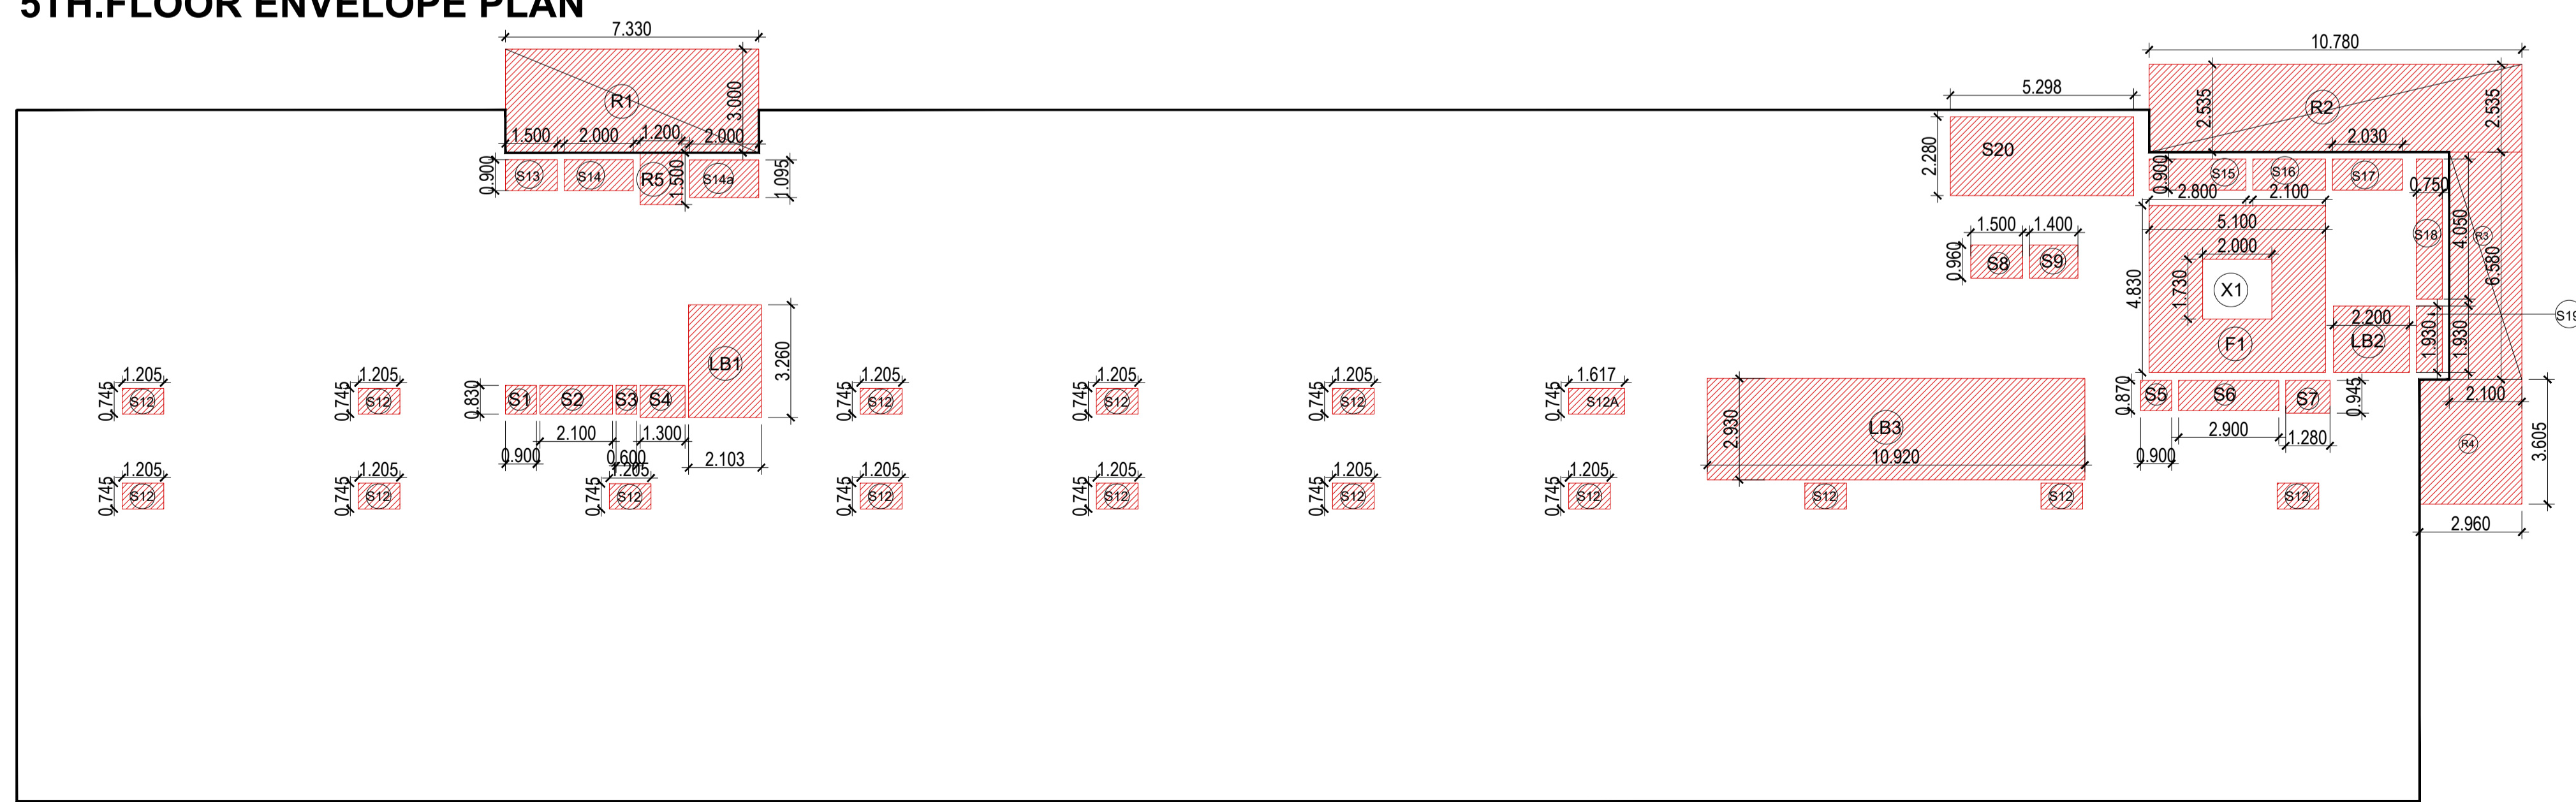 5TH.FLOOR ENVELOPE PLAN
7.330
10.780
R1
3.000
5.298
2.535
R2
2.535
1.500
2.000
1.200
2.000
2.030
0.900
S13
S14
R5
1.500
S14a
1.095
2.280
S20
0.900
S15
S16
S17
0.750
2.800
2.100
5.100
1.500
1.400
2.000
S18
4.050
R3
6.580
0.960
S8
S9
4.830
1.730
X1
S19
LB1
3.260
F1
2.200
LB2
1.930
1.930
1.205
1.205
1.205
1.205
1.205
1.617
0.745
S12
0.745
S12
0.830
S1
S2
S3
S4
0.745
S12
0.745
S12
0.745
S12
0.745
S12A
0.870
S5
S6
S7
0.945
2.100
2.930
LB3
10.920
2.100
1.300
0.900
0.600
2.103
2.900
1.280
0.900
R4
3.605
1.205
1.205
1.205
1.205
1.205
1.205
1.205
0.745
S12
0.745
S12
0.745
S12
0.745
S12
0.745
S12
0.745
S12
0.745
S12
S12
S12
S12
2.960